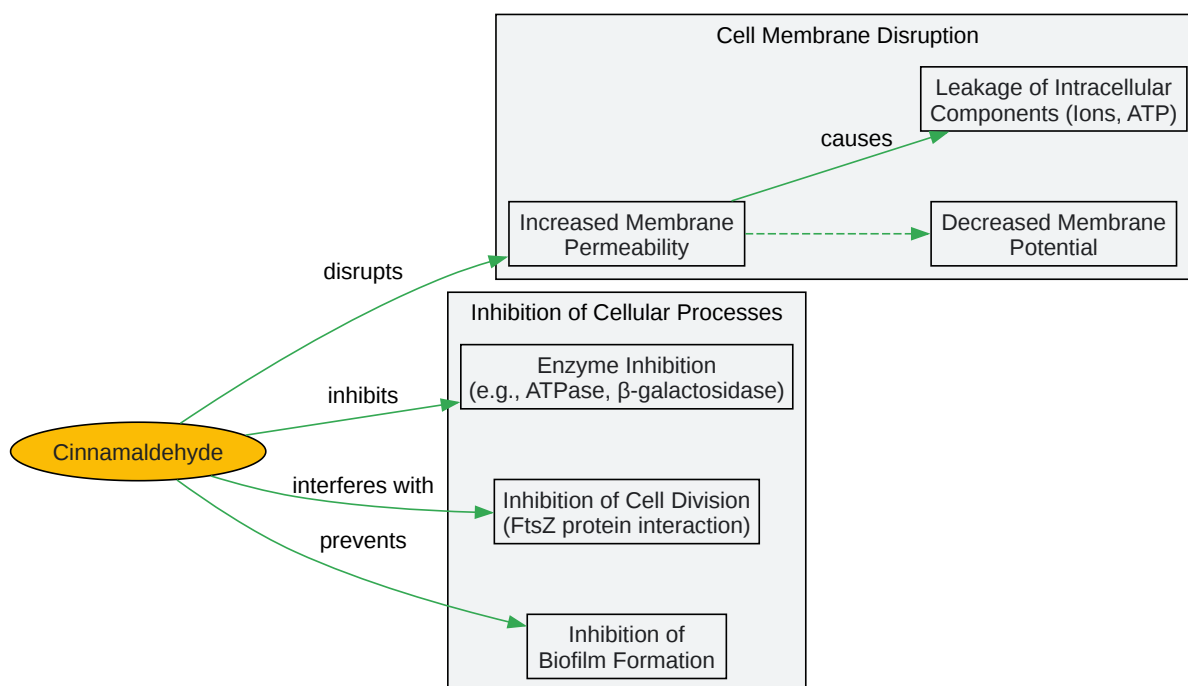 Cell Membrane Disruption
Leakage of Intracellular
Components (Ions, ATP)
causes
Increased Membrane
Permeability
Decreased Membrane
Potential
disrupts
Inhibition of Cellular Processes
Enzyme Inhibition
(e.g., ATPase, β-galactosidase)
inhibits
Cinnamaldehyde
interferes with
Inhibition of Cell Division
(FtsZ protein interaction)
prevents
Inhibition of
Biofilm Formation